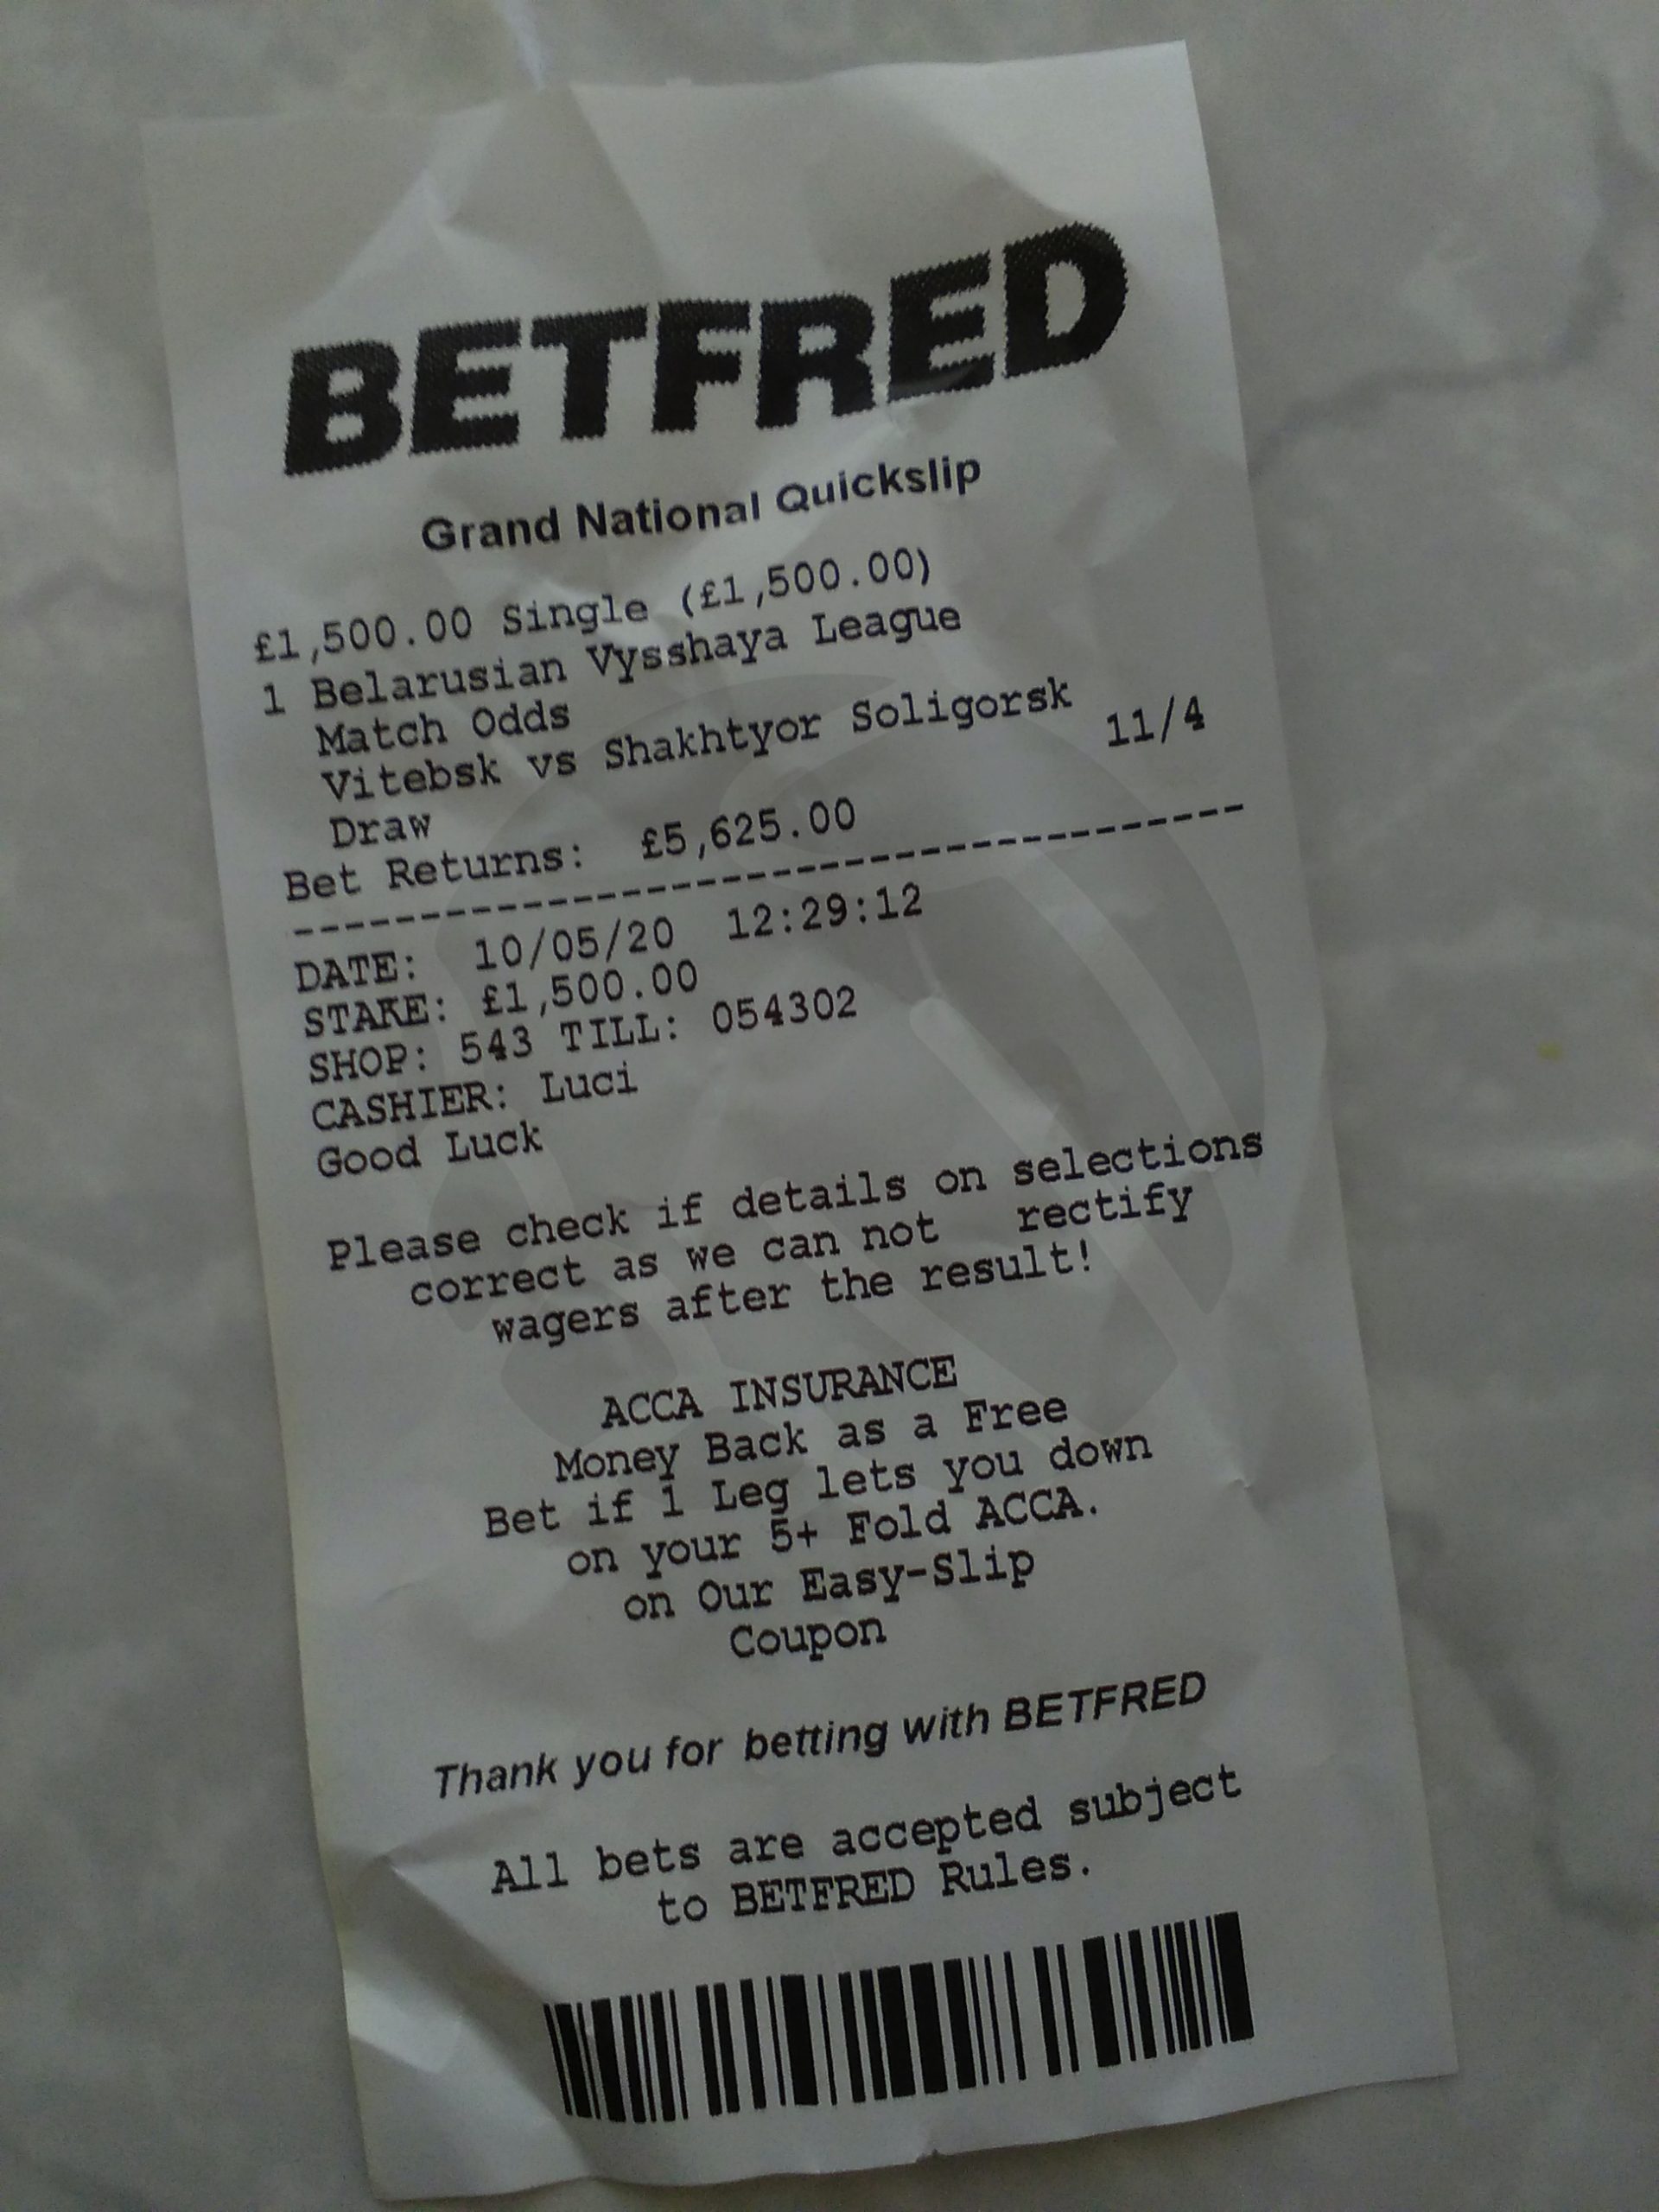 BETFRED
Grand National Quickslip
£1,500.00 Single (£1,500.00)
1 Belarusian Vysshaya League
Match Odds
Vitebsk vs Shakhtyor Soligorsk
Draw 11/4
Bet Returns: £5,625.00
--------------------------------
DATE: 10/05/20 12:29:12
STAKE: £1,500.00
SHOP: 543 TILL: 054302
CASHIER: Luci
Good Luck
Please check if details on selections
correct as we can not rectify
wagers after the result!
ACCA INSURANCE
Money Back as a Free
Bet if 1 Leg lets you down
on your 5+ Fold ACCA.
on Our Easy-Slip
Coupon
Thank you for betting with BETFRED
All bets are accepted subject
to BETFRED Rules.